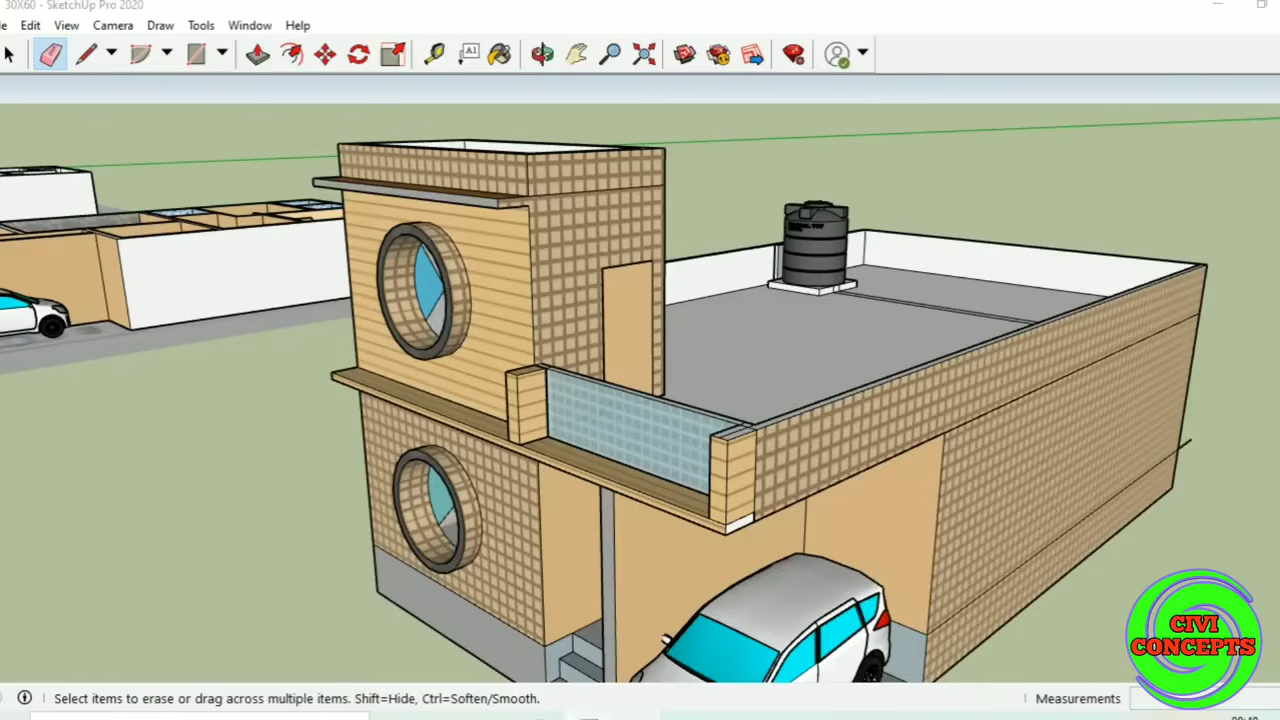 30X60 - SketchUp Pro 2020
Edit View Camera Draw Tools Window Help
A1
Select items to erase or drag across multiple items. Shift=Hide, Ctrl=Soften/Smooth.
Measurements
CIVI
CONCEPTS